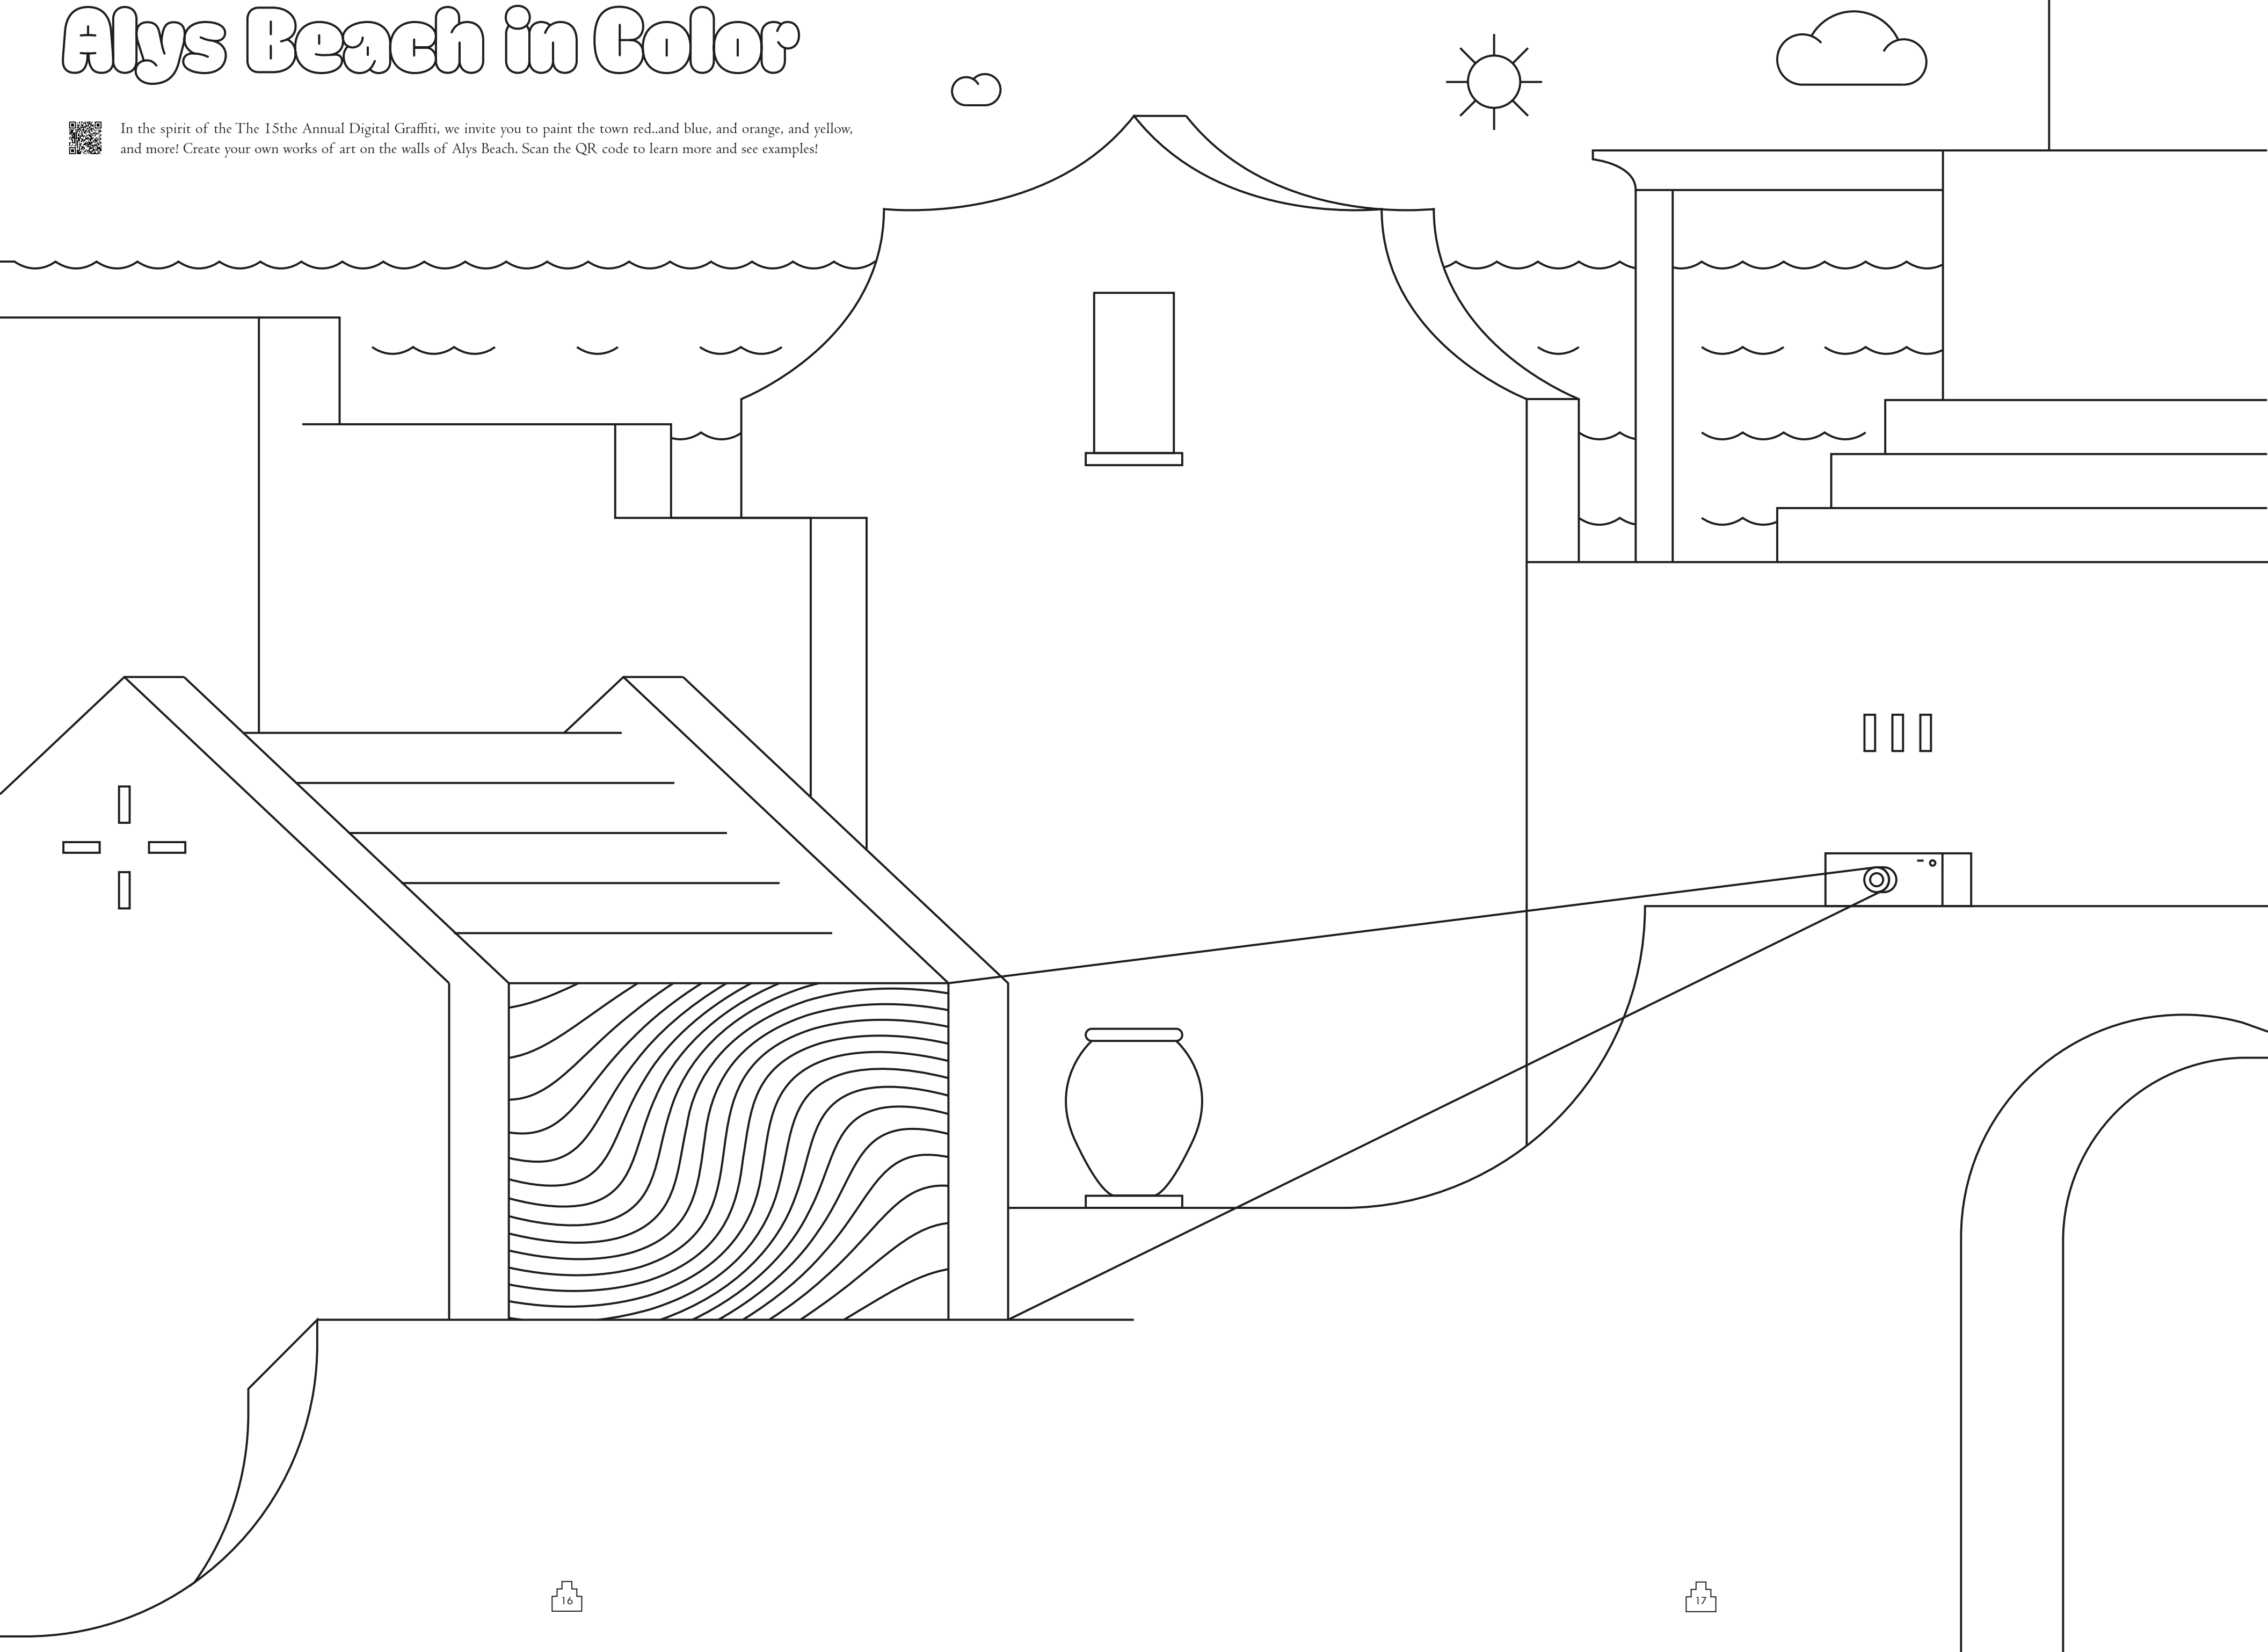 Alys Beach in Color
In the spirit of the The 15the Annual Digital Graffiti, we invite you to paint the town red..and blue, and orange, and yellow,
and more! Create your own works of art on the walls of Alys Beach. Scan the QR code to learn more and see examples!
16
17